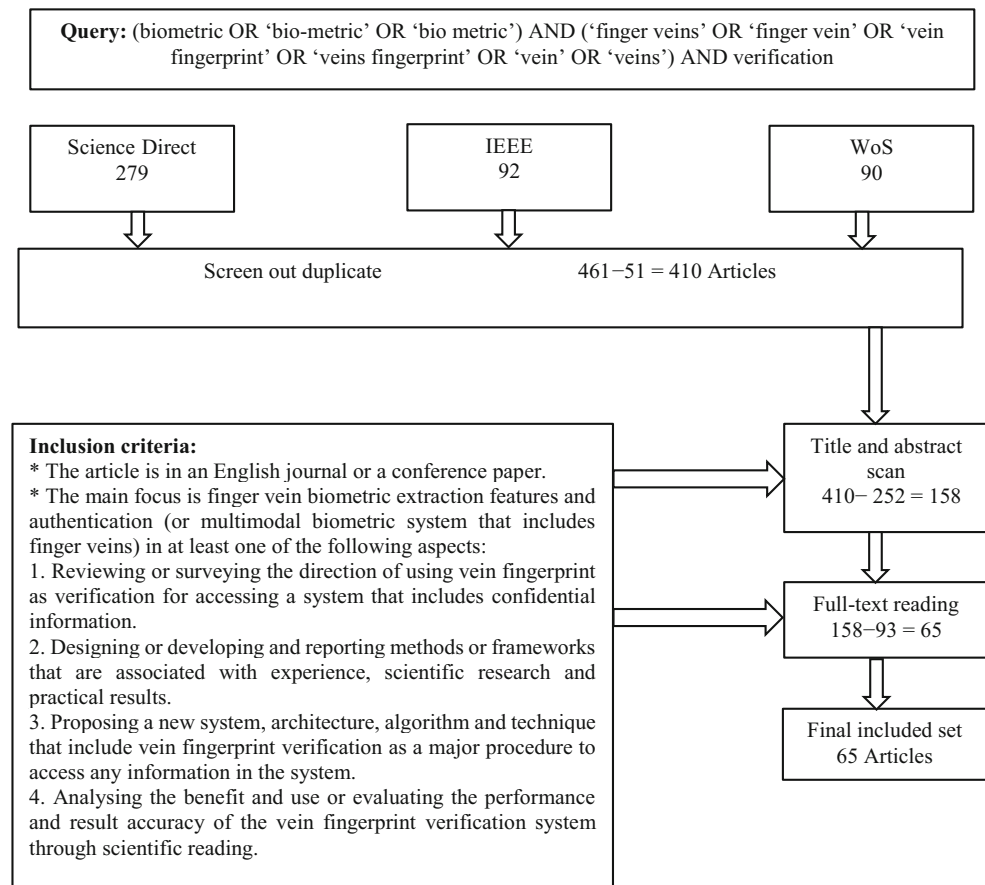 Query: (biometric OR ‘bio-metric’ OR ‘bio metric’) AND (‘finger veins’ OR ‘finger vein’ OR ‘vein
fingerprint’ OR ‘veins fingerprint’ OR ‘vein’ OR ‘veins’) AND verification
Science Direct
279
IEEE
92
WoS
90
Screen out duplicate 461−51 = 410 Articles
Inclusion criteria:
* The article is in an English journal or a conference paper.
* The main focus is finger vein biometric extraction features and
authentication (or multimodal biometric system that includes
finger veins) in at least one of the following aspects:
1. Reviewing or surveying the direction of using vein fingerprint
as verification for accessing a system that includes confidential
information.
2. Designing or developing and reporting methods or frameworks
that are associated with experience, scientific research and
practical results.
3. Proposing a new system, architecture, algorithm and technique
that include vein fingerprint verification as a major procedure to
access any information in the system.
4. Analysing the benefit and use or evaluating the performance
and result accuracy of the vein fingerprint verification system
through scientific reading.
Title and abstract
scan
410− 252 = 158
Full-text reading
158−93 = 65
Final included set
65 Articles